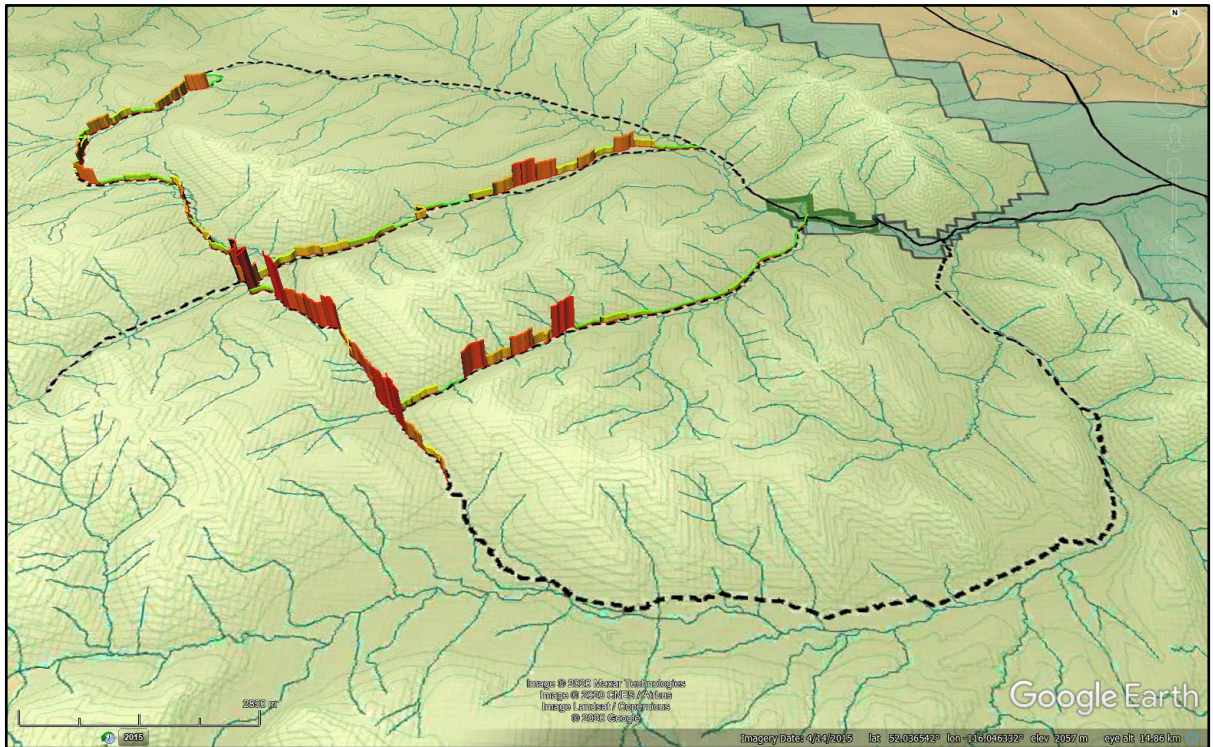 N
2590 m
Image © 2020 Maxar Technologies
Image © 2020 CNES / Airbus
Image Landsat / Copernicus
© 2020 Google
Google Earth
2015
Imagery Date: 4/14/2015 lat 52.036542° lon -116.046332° elev 2057 m eye alt 14.86 km